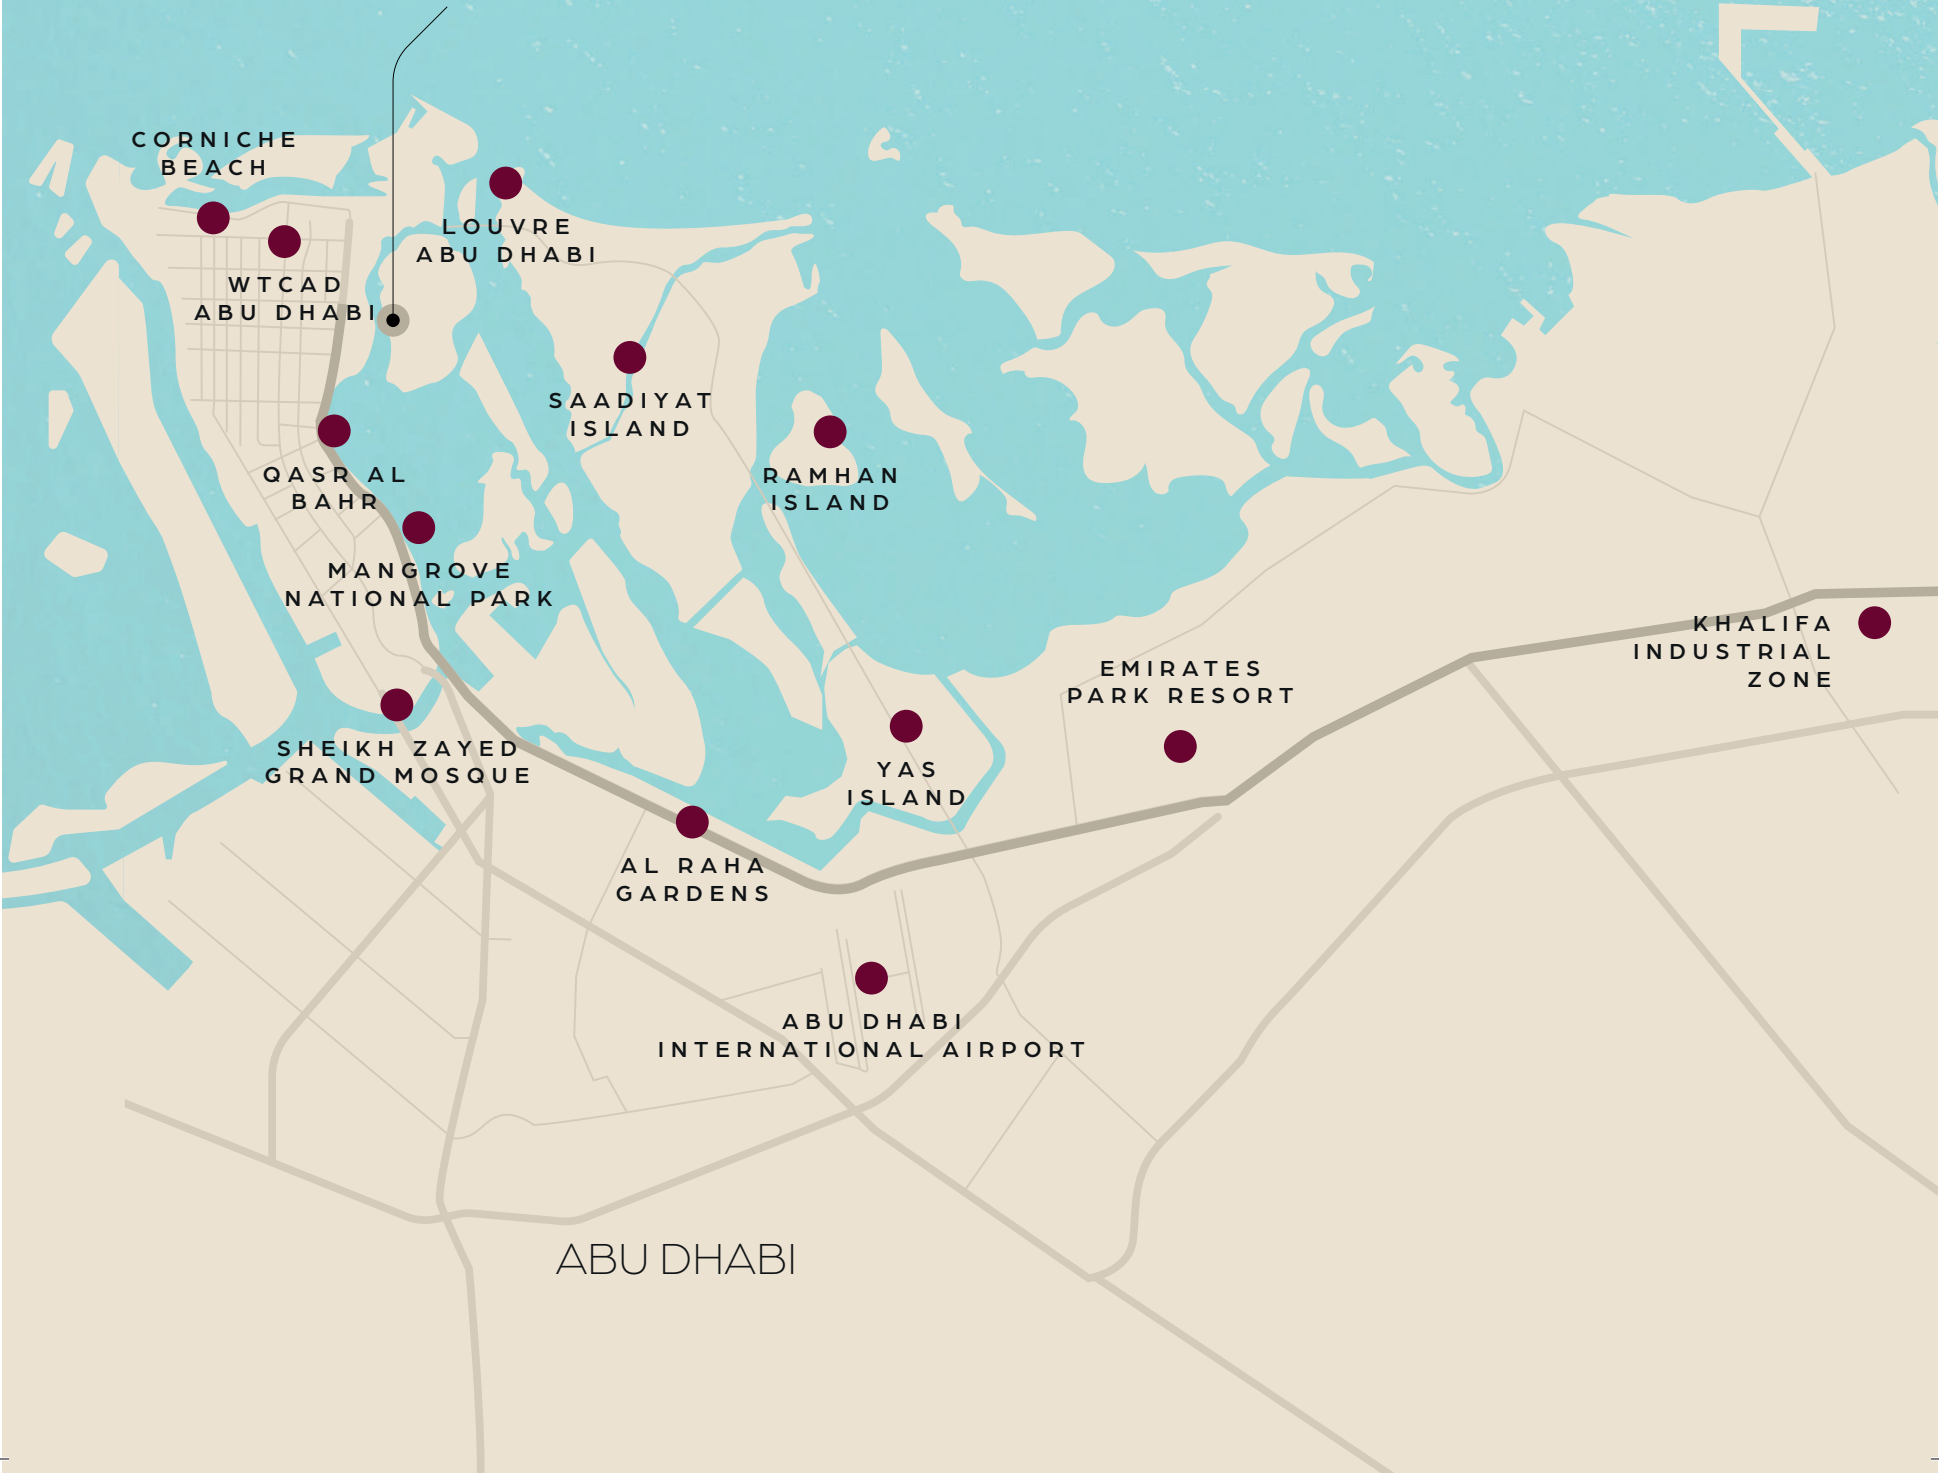 CORNICHE
BEACH
LOUVRE
ABU DHABI
WTCAD
ABU DHABI
SAADIYAT
ISLAND
QASR AL
BAHR
RAMHAN
ISLAND
MANGROVE
NATIONAL PARK
KHALIFA
INDUSTRIAL
ZONE
EMIRATES
PARK RESORT
SHEIKH ZAYED
GRAND MOSQUE
YAS
ISLAND
AL RAHA
GARDENS
ABU DHABI
INTERNATIONAL AIRPORT
ABU DHABI